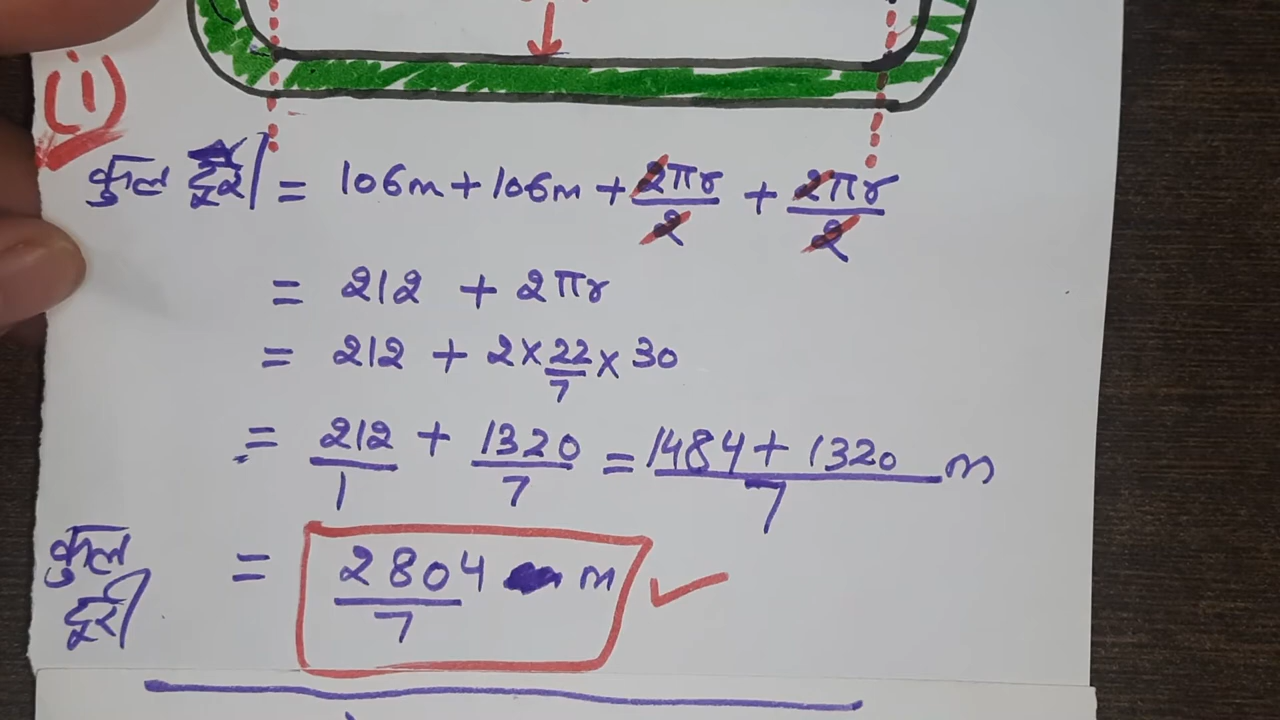 (i)
कुल दूरी = 106m + 106m + 2πr/2 + 2πr/2
= 212 + 2πr
= 212 + 2 × 22/7 × 30
= 212/1 + 1320/7 = 1484 + 1320/7 m
कुल दूरी = 2804/7 m